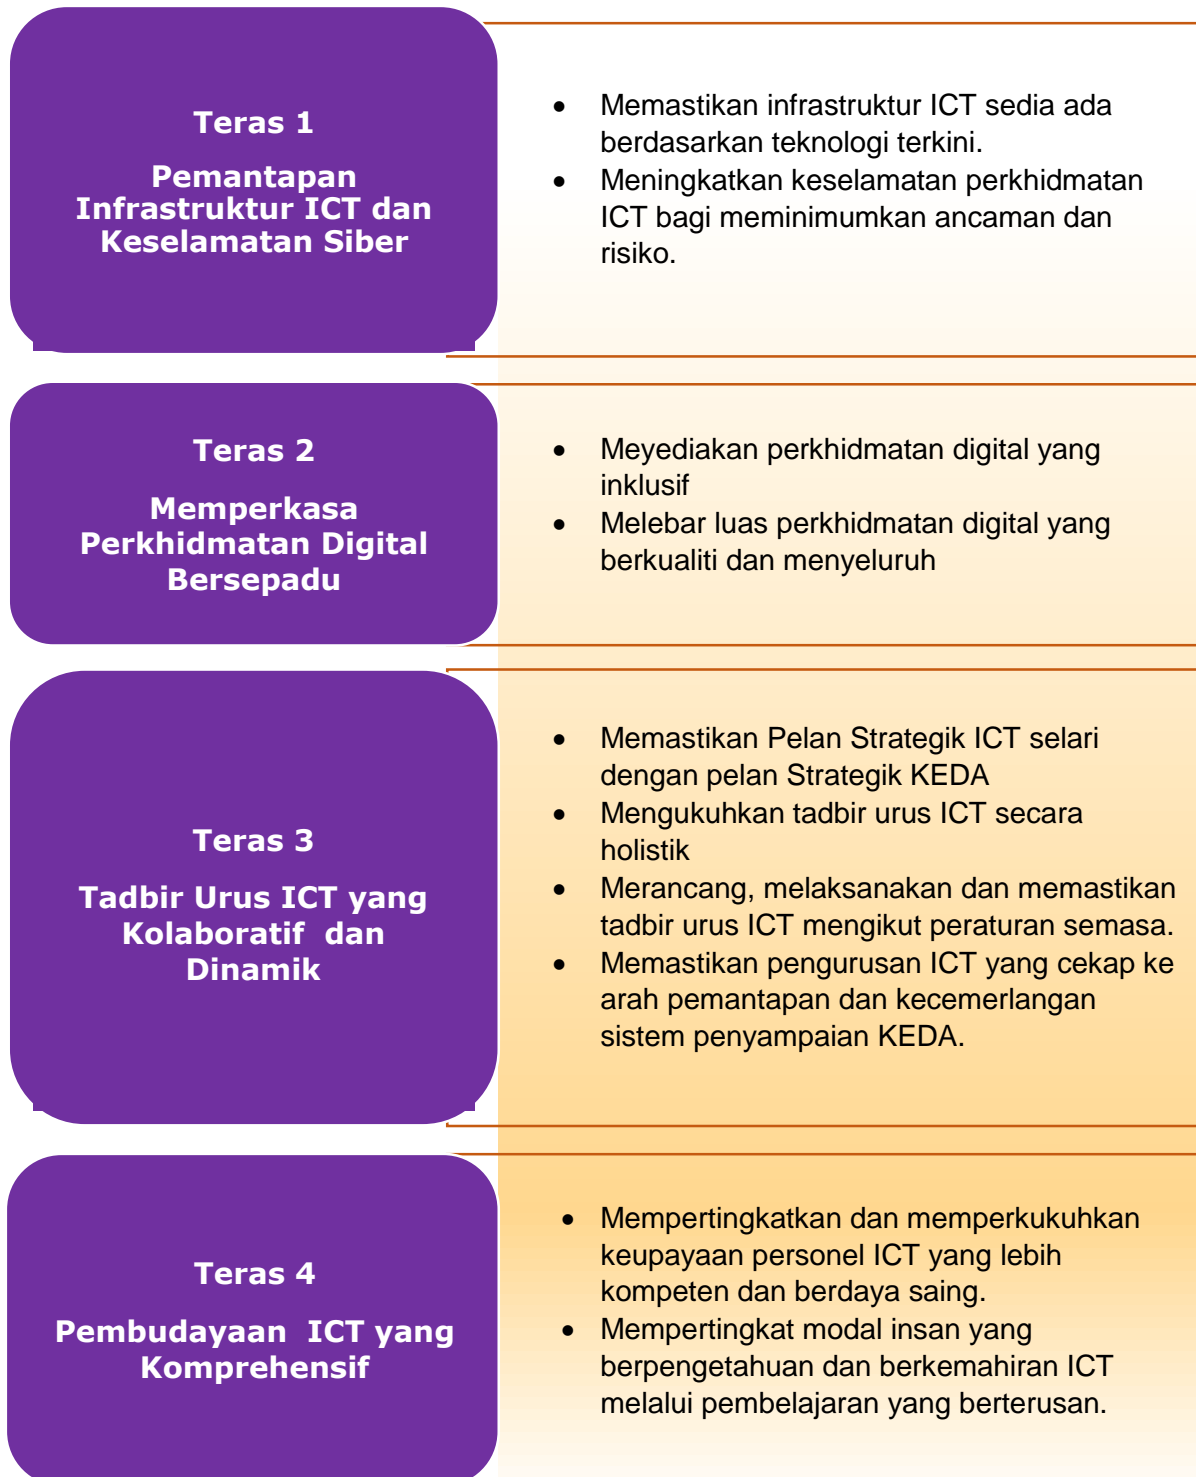 Teras 1
Pemantapan
Infrastruktur ICT dan
Keselamatan Siber
• Memastikan infrastruktur ICT sedia ada
berdasarkan teknologi terkini.
• Meningkatkan keselamatan perkhidmatan
ICT bagi meminimumkan ancaman dan
risiko.
Teras 2
Memperkasa
Perkhidmatan Digital
Bersepadu
• Meyediakan perkhidmatan digital yang
inklusif
• Melebar luas perkhidmatan digital yang
berkualiti dan menyeluruh
Teras 3
Tadbir Urus ICT yang
Kolaboratif dan
Dinamik
• Memastikan Pelan Strategik ICT selari
dengan pelan Strategik KEDA
• Mengukuhkan tadbir urus ICT secara
holistik
• Merancang, melaksanakan dan memastikan
tadbir urus ICT mengikut peraturan semasa.
• Memastikan pengurusan ICT yang cekap ke
arah pemantapan dan kecemerlangan
sistem penyampaian KEDA.
Teras 4
Pembudayaan ICT yang
Komprehensif
• Mempertingkatkan dan memperkukuhkan
keupayaan personel ICT yang lebih
kompeten dan berdaya saing.
• Mempertingkat modal insan yang
berpengetahuan dan berkemahiran ICT
melalui pembelajaran yang berterusan.